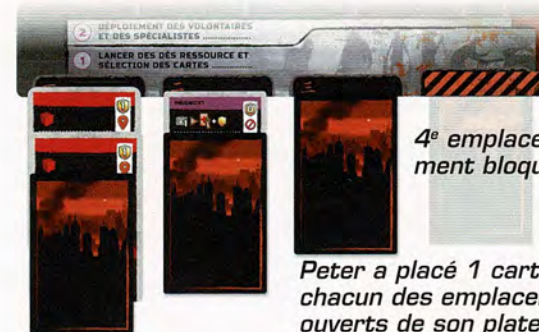 2 DÉPLOIEMENT DES VOLONTAIRES
ET DES SPÉCIALISTES
1 LANCER DES DÉS RESSOURCE ET
SÉLECTION DES CARTES
三
4e emplace
ment bloqu
Peter a placé 1 cart
chacun des emplace
ouverts de son plate